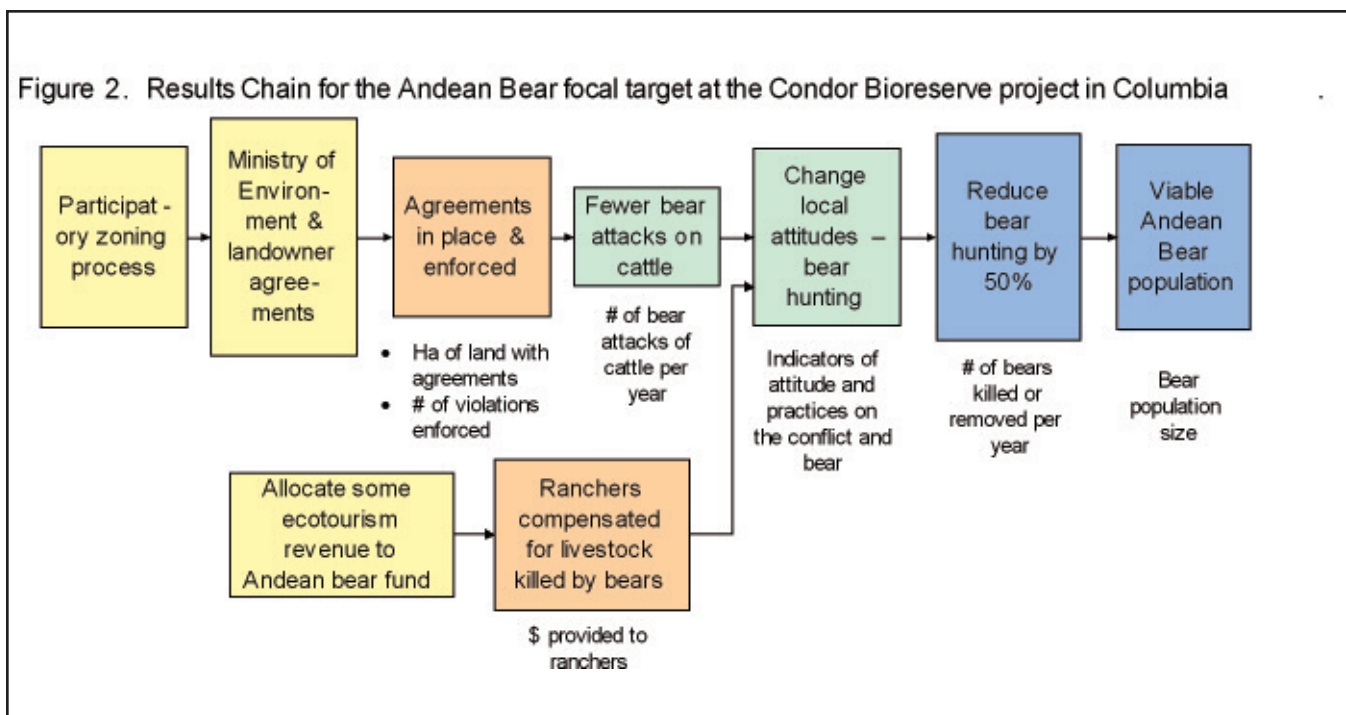 Figure 2. Results Chain for the Andean Bear focal target at the Condor Bioreserve project in Columbia .
Participat -
ory zoning
process
Ministry of
Environ-
ment &
landowner
agree-
ments
Agreements
in place &
enforced
• Ha of land with
agreements
• # of violations
enforced
Fewer bear
attacks on
cattle
# of bear
attacks of
cattle per
year
Change
local
attitudes –
bear
hunting
Indicators of
attitude and
practices on
the conflict and
bear
Reduce
bear
hunting by
50%
# of bears
killed or
removed per
year
Viable
Andean
Bear
population
Bear
population
size
Allocate some
ecotourism
revenue to
Andean bear fund
Ranchers
compensated
for livestock
killed by bears
$ provided to
ranchers